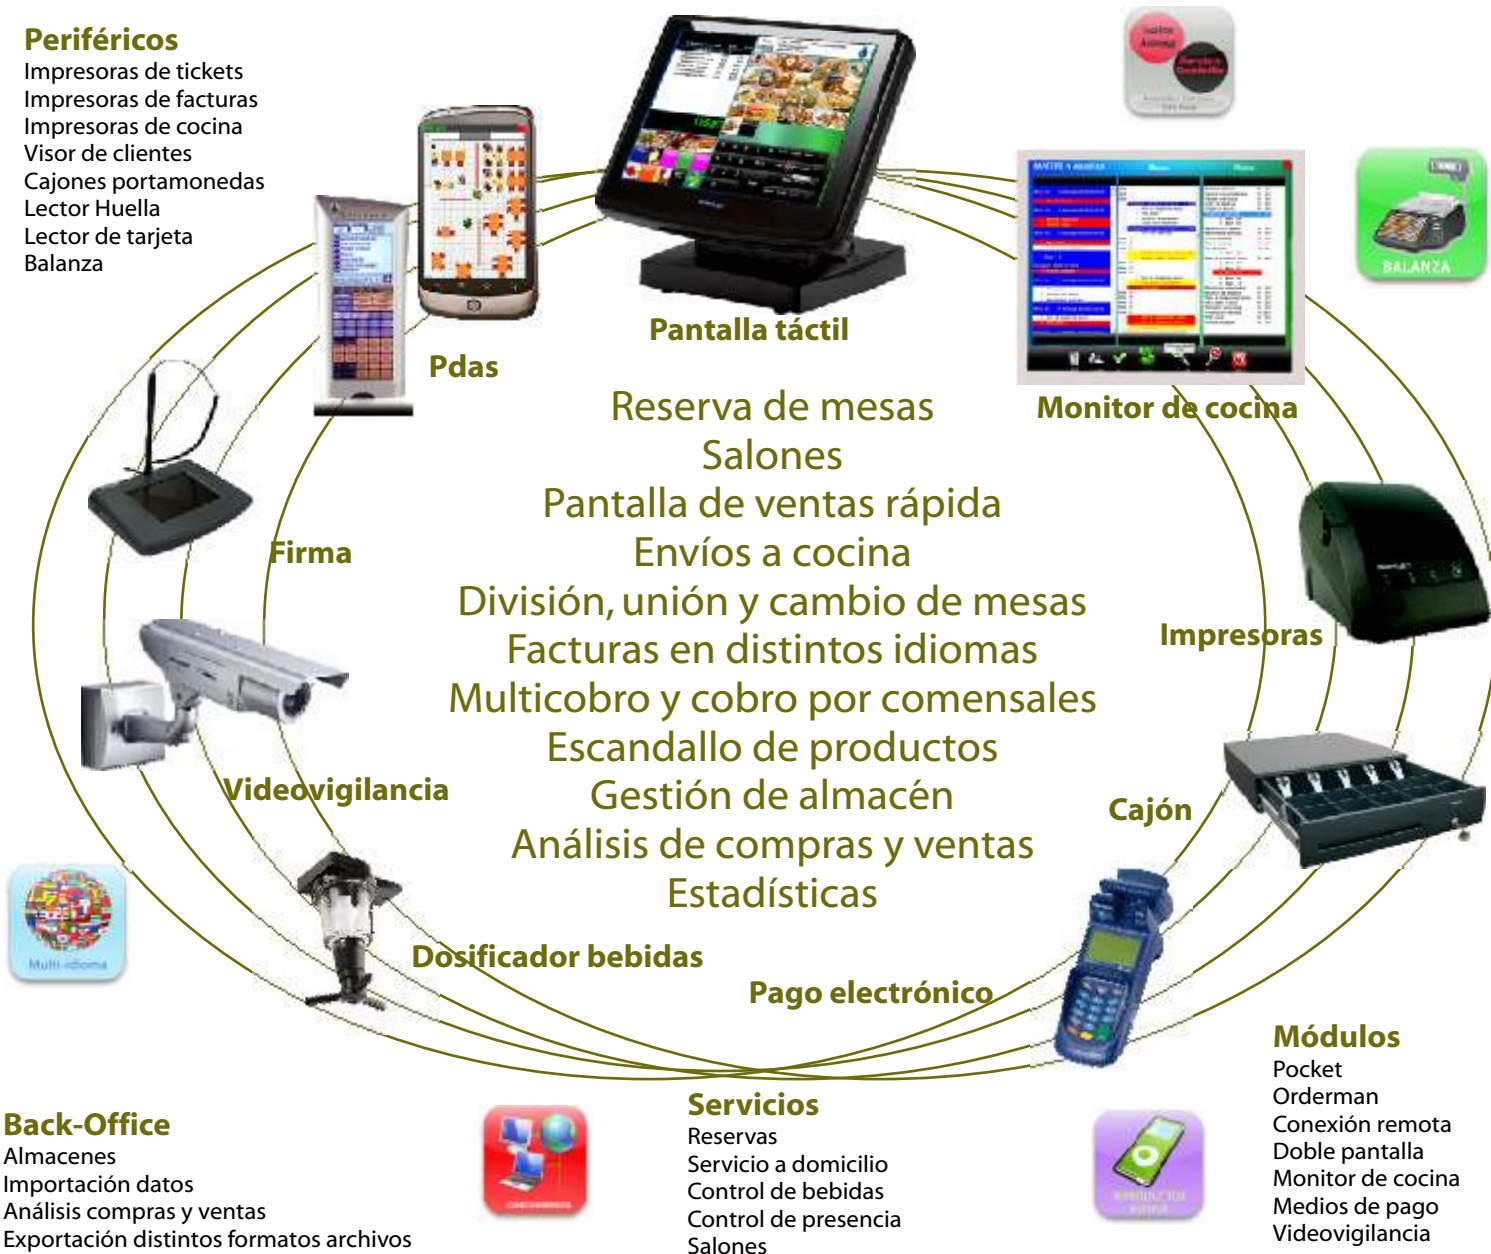 Periféricos
Impresoras de tickets
Impresoras de facturas
Impresoras de cocina
Visor de clientes
Cajones portamonedas
Lector Huella
Lector de tarjeta
Balanza
BALANZA
Pantalla táctil
Pdas
Monitor de cocina
Reserva de mesas
Salones
Pantalla de ventas rápida
Envíos a cocina
División, unión y cambio de mesas
Facturas en distintos idiomas
Multicobro y cobro por comensales
Escandallo de productos
Gestión de almacén
Análisis de compras y ventas
Estadísticas
Firma
Impresoras
Videovigilancia
Cajón
Multi-idioma
Dosificador bebidas
Pago electrónico
Módulos
Pocket
Orderman
Conexión remota
Doble pantalla
Monitor de cocina
Medios de pago
Videovigilancia
Servicios
Reservas
Servicio a domicilio
Control de bebidas
Control de presencia
Salones
Back-Office
Almacenes
Importación datos
Análisis compras y ventas
Exportación distintos formatos archivos